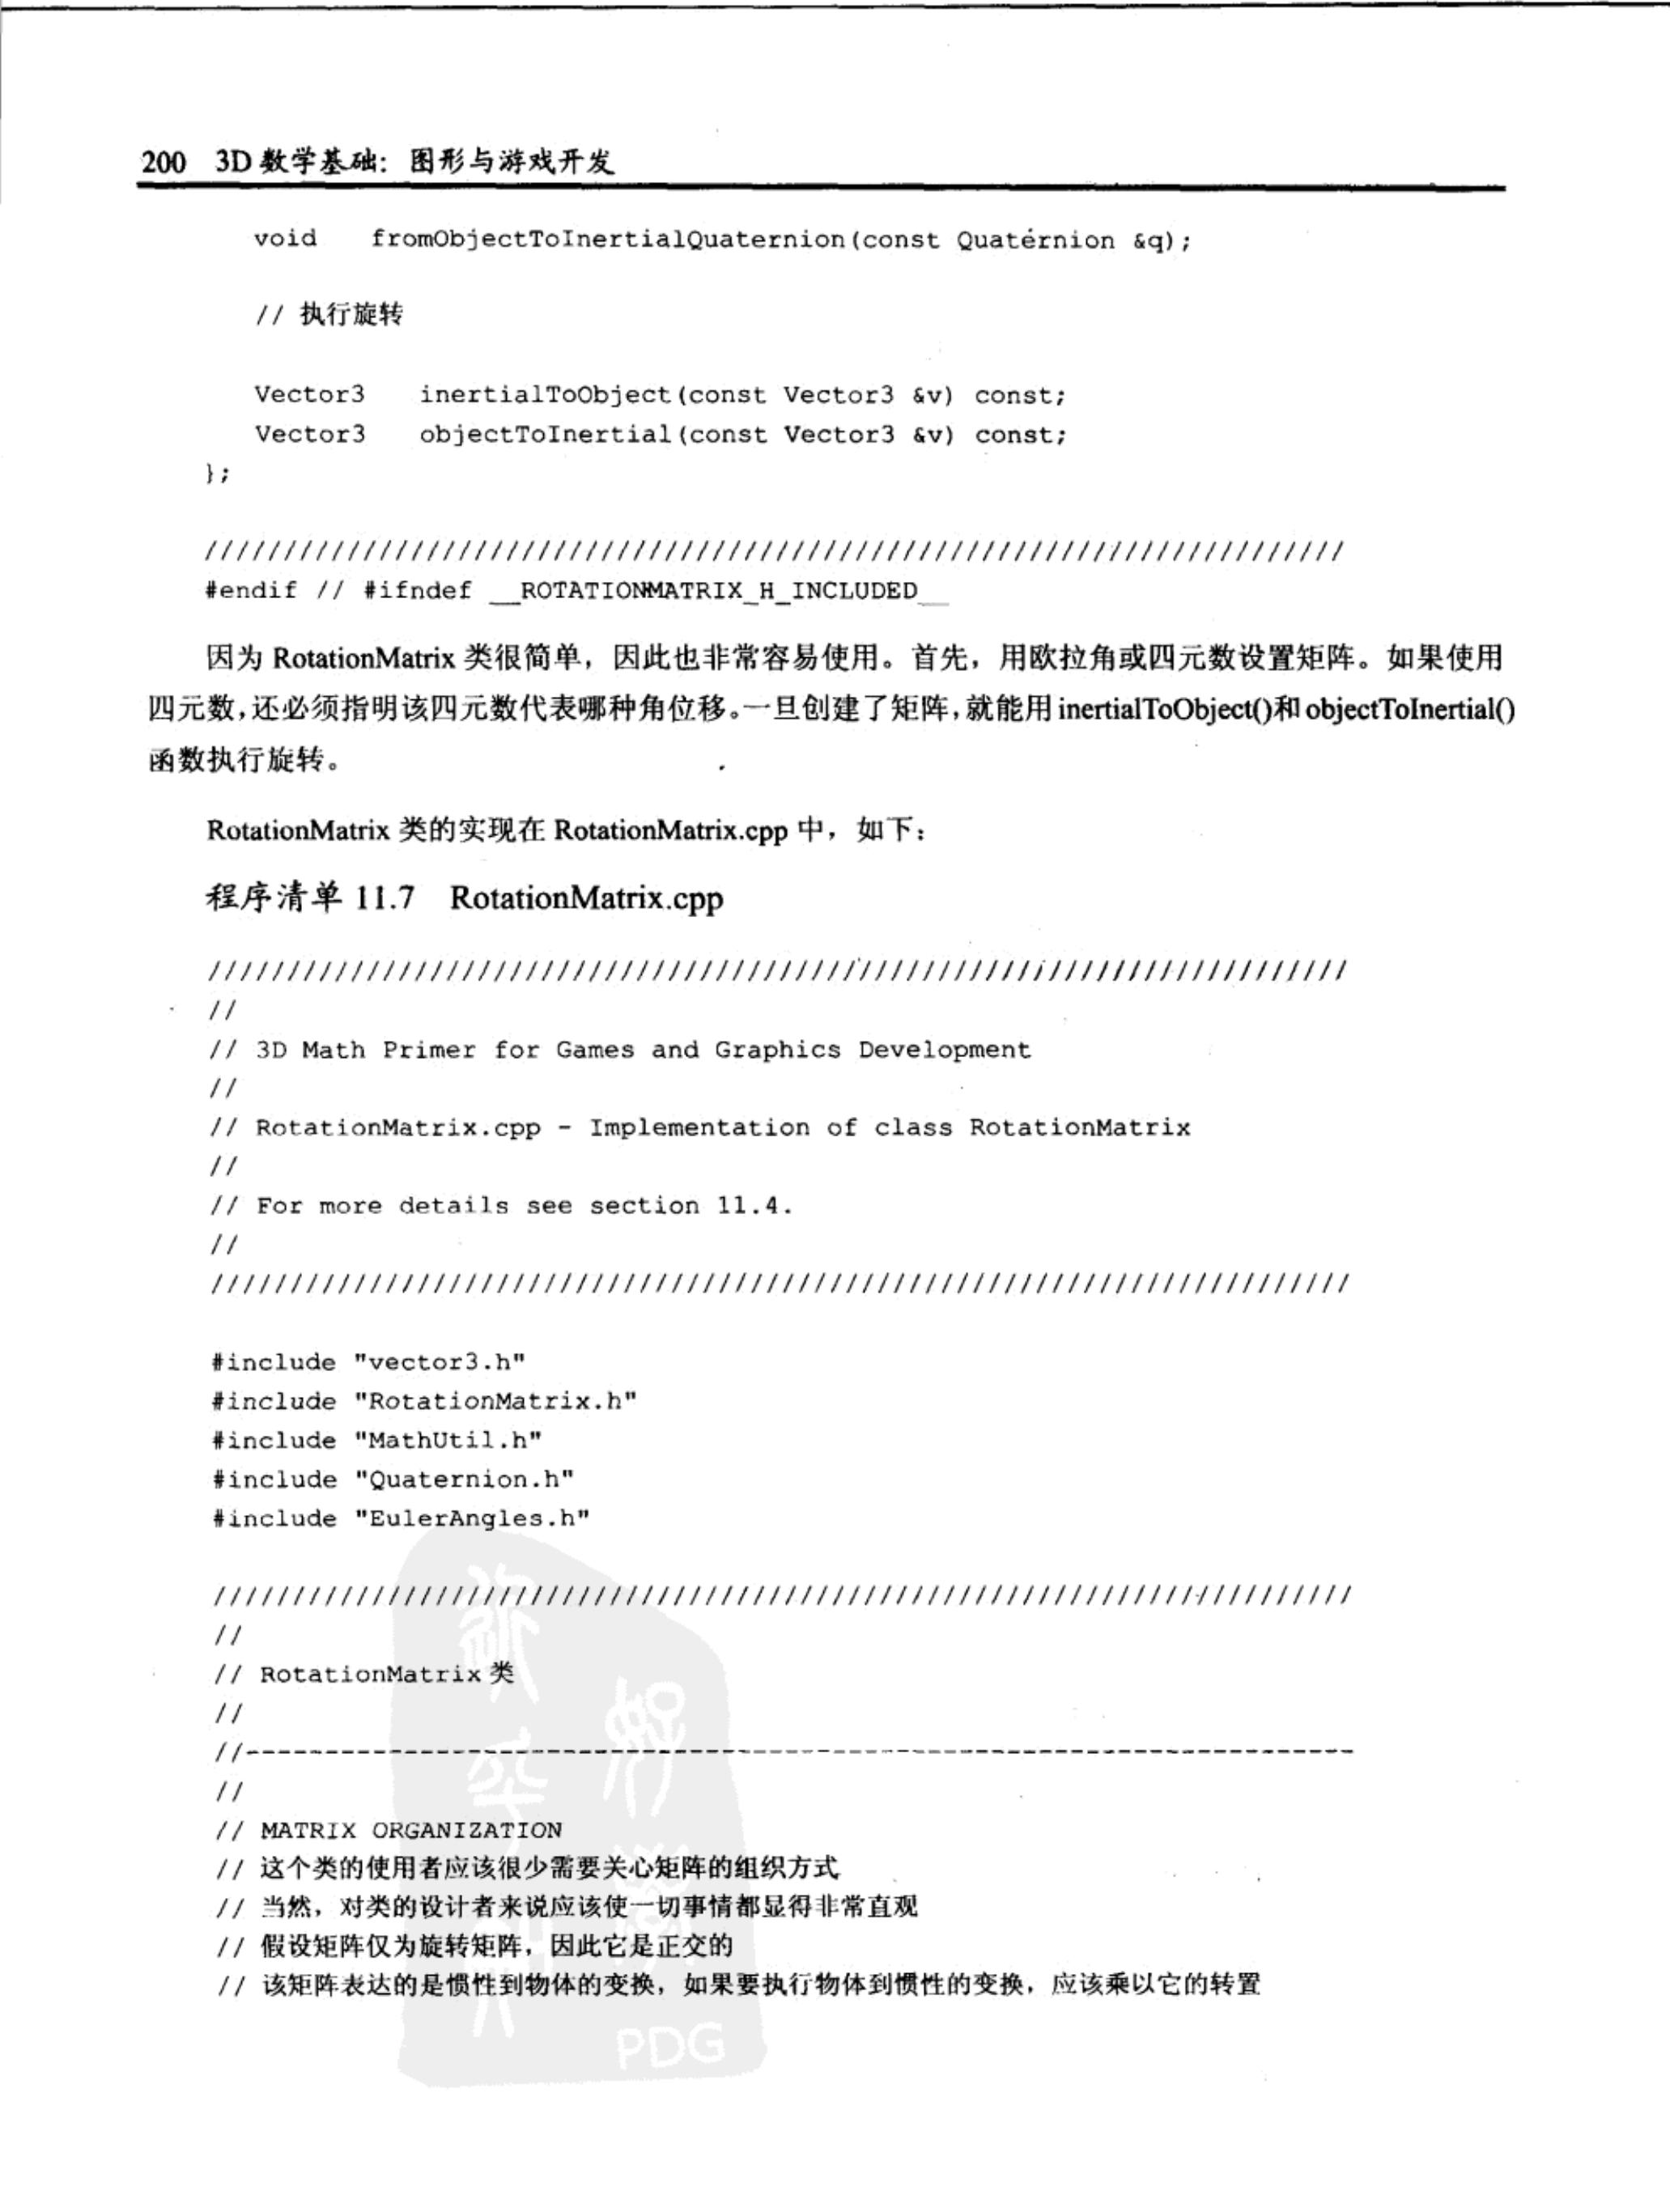 200 3D 数学基础：图形与游戏开发
void fromObjectToInertialQuaternion(const Quaternion &q);
// 执行旋转
Vector3 inertialToObject(const Vector3 &v) const;
Vector3 objectToInertial(const Vector3 &v) const;
};
/////////////////////////////////////////////////////////////////////////
#endif // #ifndef __ROTATIONMATRIX_H_INCLUDED__
因为 RotationMatrix 类很简单，因此也非常容易使用。首先，用欧拉角或四元数设置矩阵。如果使用
四元数，还必须指明该四元数代表哪种角位移。一旦创建了矩阵，就能用 inertialToObject()和 objectToInertial()
函数执行旋转。
RotationMatrix 类的实现在 RotationMatrix.cpp 中，如下：
程序清单 11.7 RotationMatrix.cpp
/////////////////////////////////////////////////////////////////////////
//
// 3D Math Primer for Games and Graphics Development
//
// RotationMatrix.cpp - Implementation of class RotationMatrix
//
// For more details see section 11.4.
//
/////////////////////////////////////////////////////////////////////////
#include "vector3.h"
#include "RotationMatrix.h"
#include "MathUtil.h"
#include "Quaternion.h"
#include "EulerAngles.h"
/////////////////////////////////////////////////////////////////////////
//
// RotationMatrix 类
//
//-----------------------------------------------------------------------
//
// MATRIX ORGANIZATION
// 这个类的使用者应该很少需要关心矩阵的组织方式
// 当然，对类的设计者来说应该使一切事情都显得非常直观
// 假设矩阵仅为旋转矩阵，因此它是正交的
// 该矩阵表达的是惯性到物体的变换，如果要执行物体到惯性的变换，应该乘以它的转置
PDG